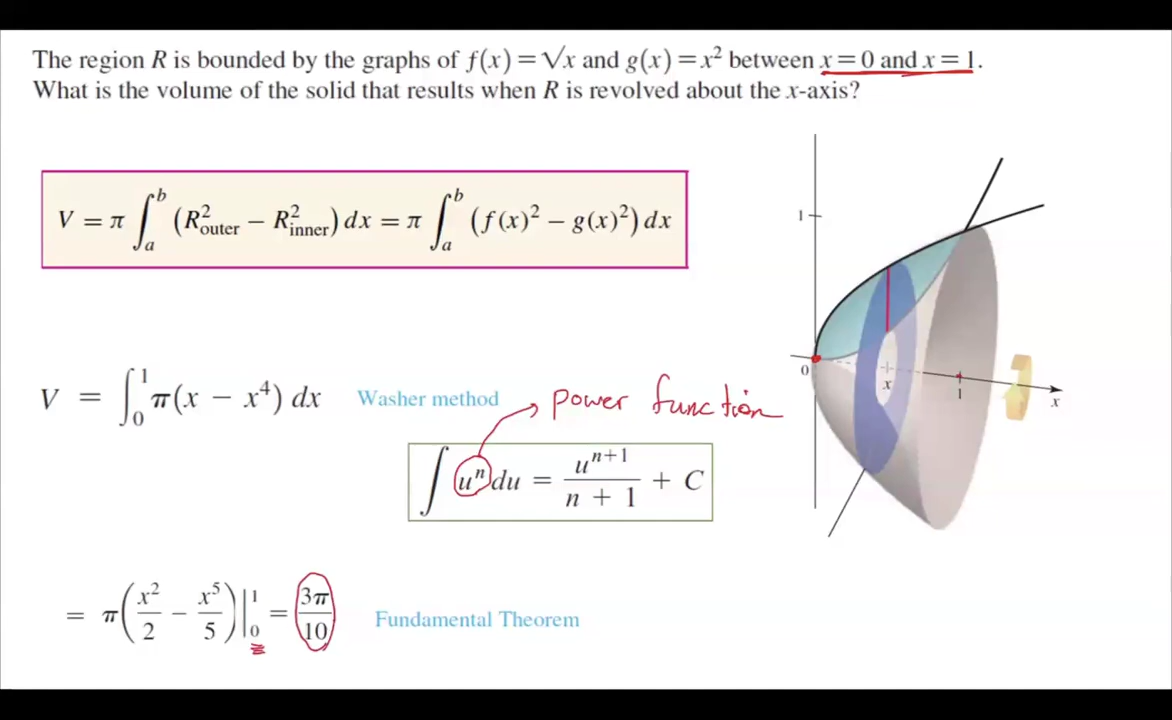 The region R is bounded by the graphs of f(x) = √x and g(x) = x² between x = 0 and x = 1.
What is the volume of the solid that results when R is revolved about the x-axis?
V = π ∫_a^b (R²_outer − R²_inner) dx = π ∫_a^b (f(x)² − g(x)²) dx
1
0
x
1
x
V = ∫_0^1 π(x − x⁴) dx Washer method
power function
∫ uⁿ du = uⁿ⁺¹/(n + 1) + C
= π(x²/2 − x⁵/5)|_0^1 = 3π/10 Fundamental Theorem